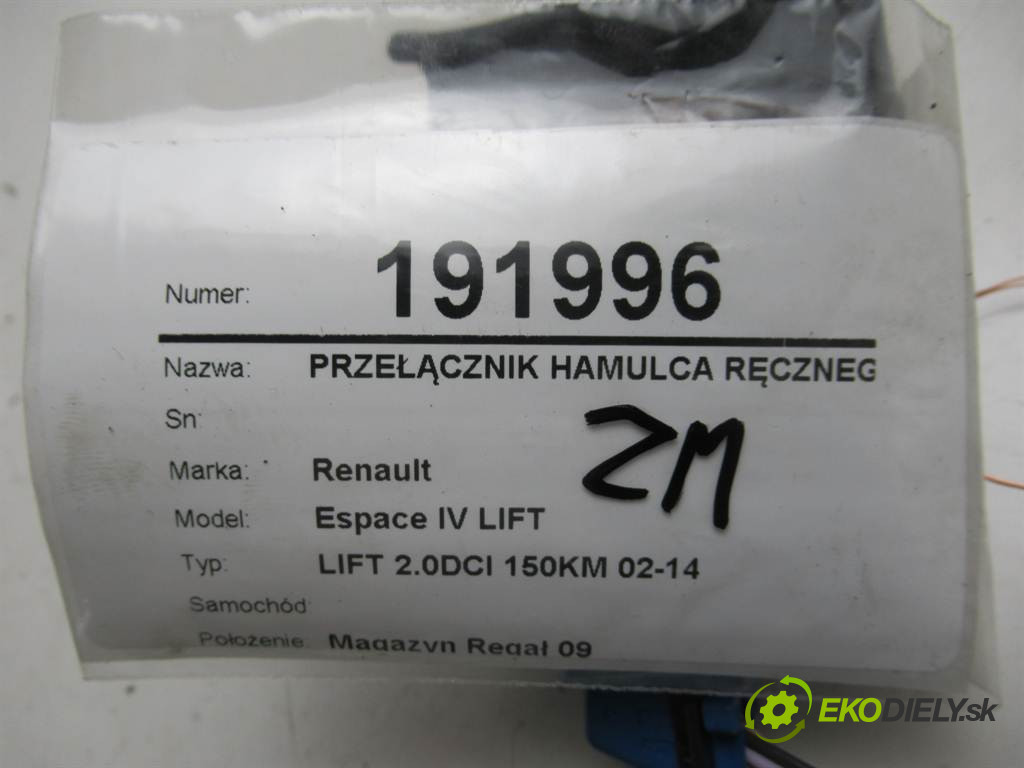 Numer: 191996
Nazwa: PRZEŁĄCZNIK HAMULCA RĘCZNEG
Sn:
ZM
Marka: Renault
Model: Espace IV LIFT
Typ: LIFT 2.0DCI 150KM 02-14
Samochód:
Położenie: Magazyn Regał 09
EKODIELY.sk